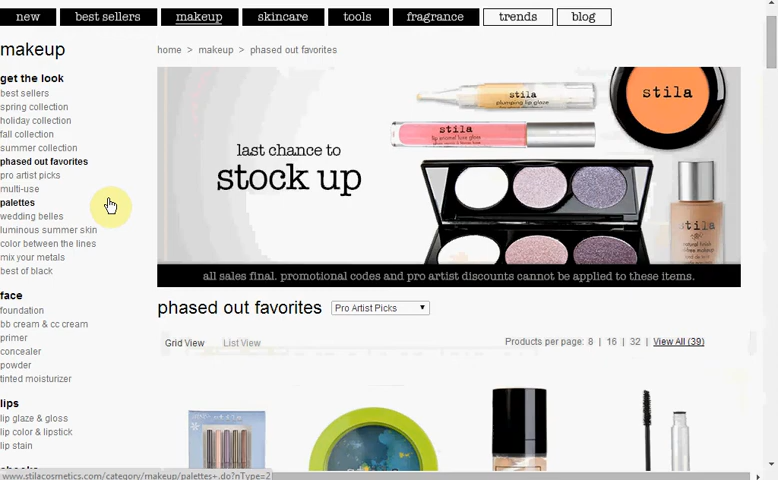 new
best sellers
makeup
skincare
tools
fragrance
trends
blog
makeup
get the look
best sellers
spring collection
holiday collection
fall collection
summer collection
phased out favorites
pro artist picks
multi-use
palettes
wedding belles
luminous summer skin
color between the lines
mix your metals
best of black
face
foundation
bb cream & cc cream
primer
concealer
powder
tinted moisturizer
lips
lip glaze & gloss
lip color & lipstick
lip stain
home > makeup > phased out favorites
last chance to
stock up
stila
plumping lip glaze
stila
lip enamel luxe gloss
stila
stila
all sales final. promotional codes and pro artist discounts cannot be applied to these items.
phased out favorites
Pro Artist Picks
Grid View
List View
Products per page: 8 | 16 | 32 | View All (39)
www.stilacosmetics.com/category/makeup/palettes+.do?nType=2